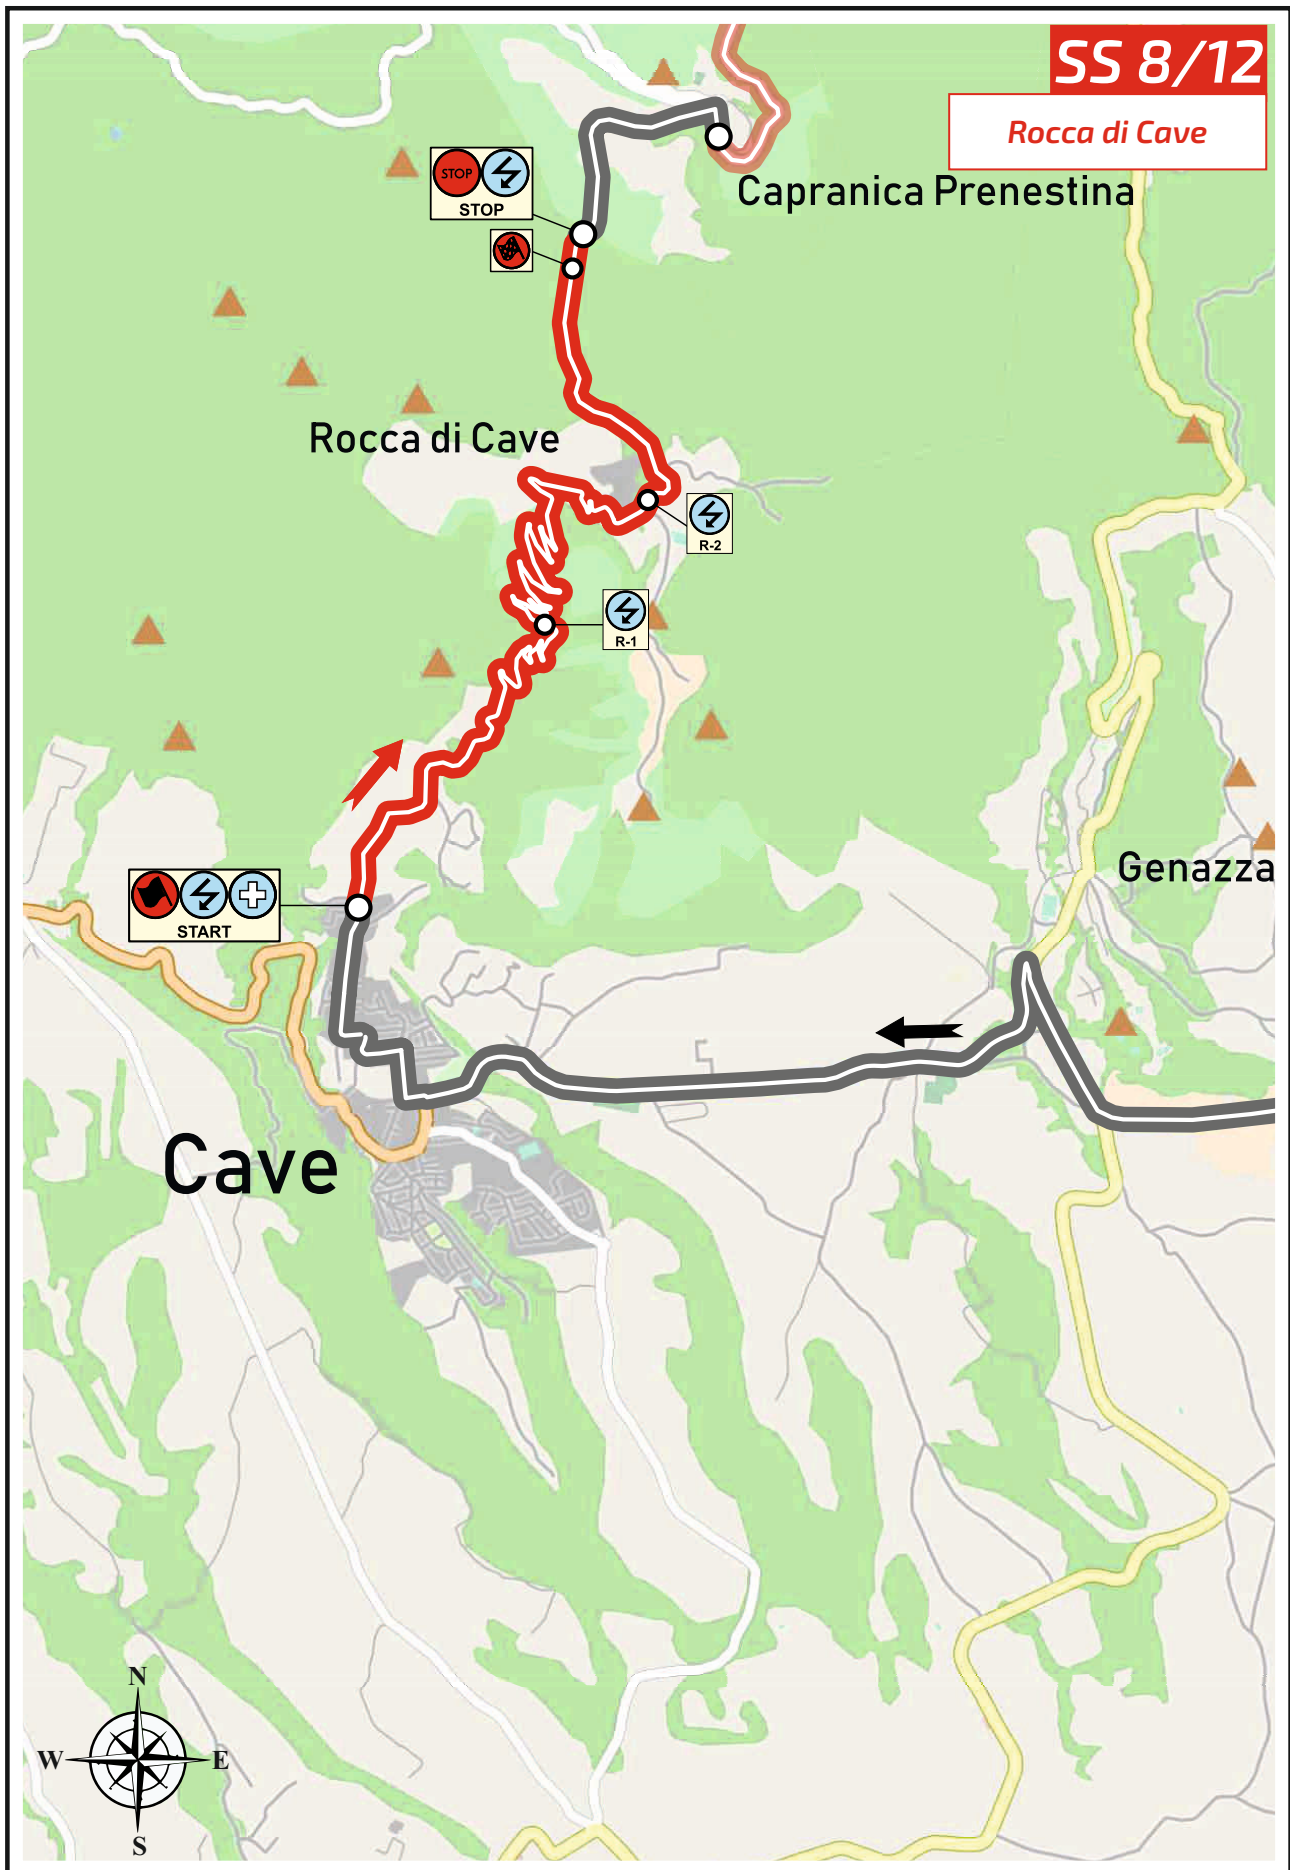 SS 8/12
Rocca di Cave
STOP
STOP
Capranica Prenestina
Rocca di Cave
R-2
R-1
START
Genazza
Cave
N
W
E
S